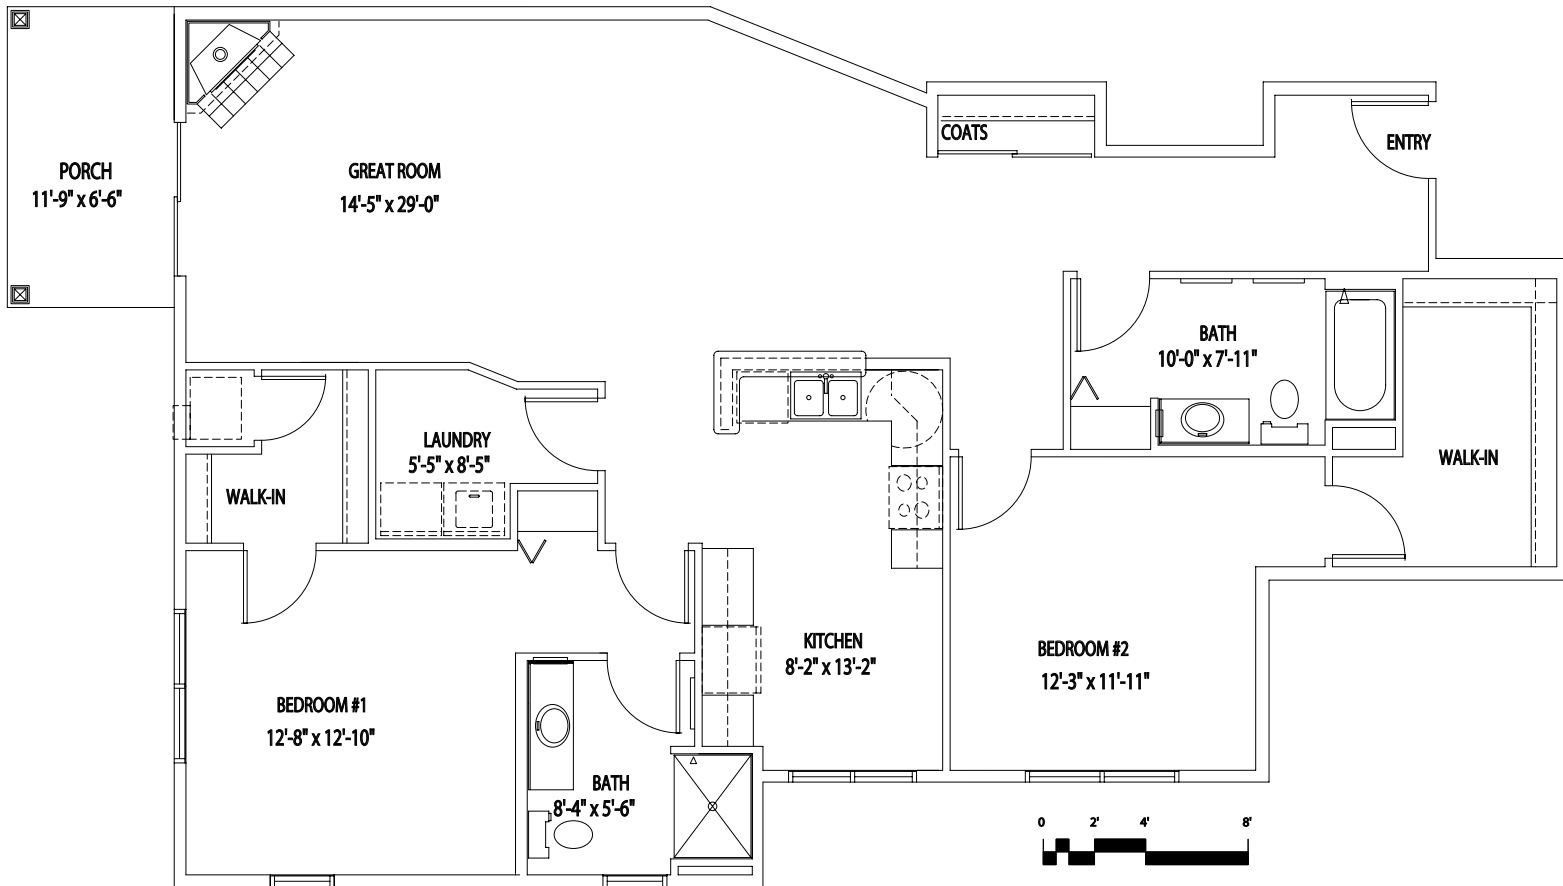 COATS
ENTRY
PORCH
11'-9" x 6'-6"
GREAT ROOM
14'-5" x 29'-0"
BATH
10'-0" x 7'-11"
LAUNDRY
5'-5" x 8'-5"
WALK-IN
WALK-IN
KITCHEN
8'-2" x 13'-2"
BEDROOM #2
12'-3" x 11'-11"
BEDROOM #1
12'-8" x 12'-10"
BATH
8'-4" x 5'-6"
0 2' 4' 8'